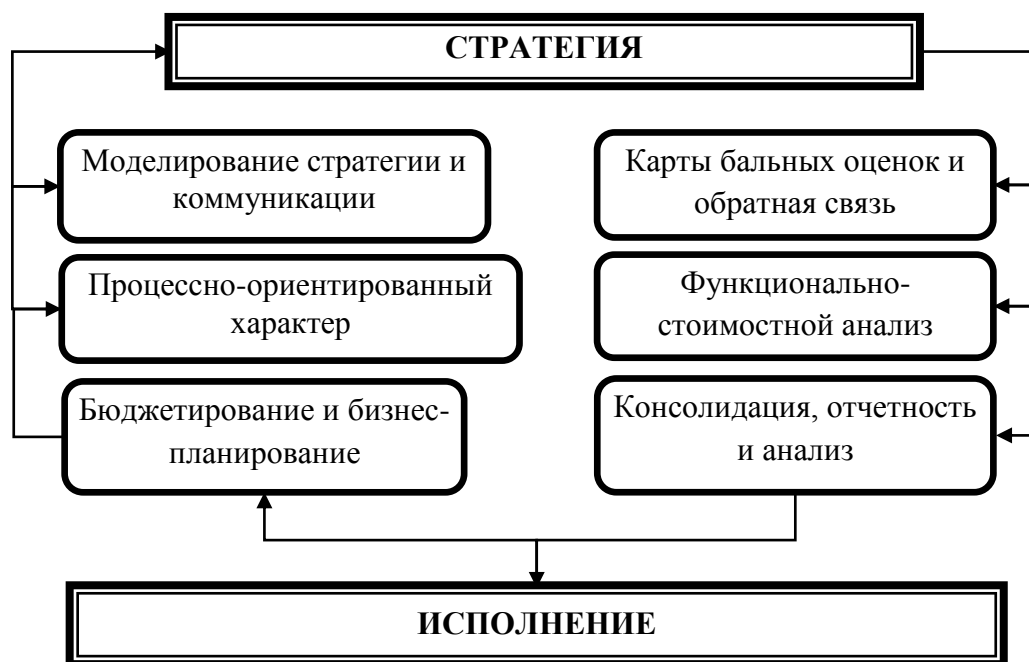 СТРАТЕГИЯ
Моделирование стратегии и
коммуникации
Карты бальных оценок и
обратная связь
Процессно-ориентированный
характер
Функционально-
стоимостной анализ
Бюджетирование и бизнес-
планирование
Консолидация, отчетность
и анализ
ИСПОЛНЕНИЕ